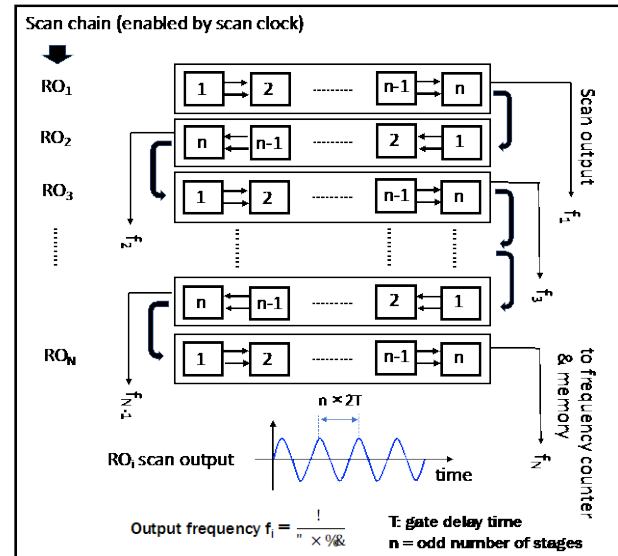 Scan chain (enabled by scan clock)
RO1
1 2 --------- n-1 n
RO2
n n-1 --------- 2 1
RO3
1 2 --------- n-1 n
Scan output
f1
f2
f3
n n-1 --------- 2 1
RON
1 2 --------- n-1 n
fN-1
fN
to frequency counter
& memory
n × 2T
ROi scan output
time
Output frequency fi = ! / " × %&
T: gate delay time
n = odd number of stages